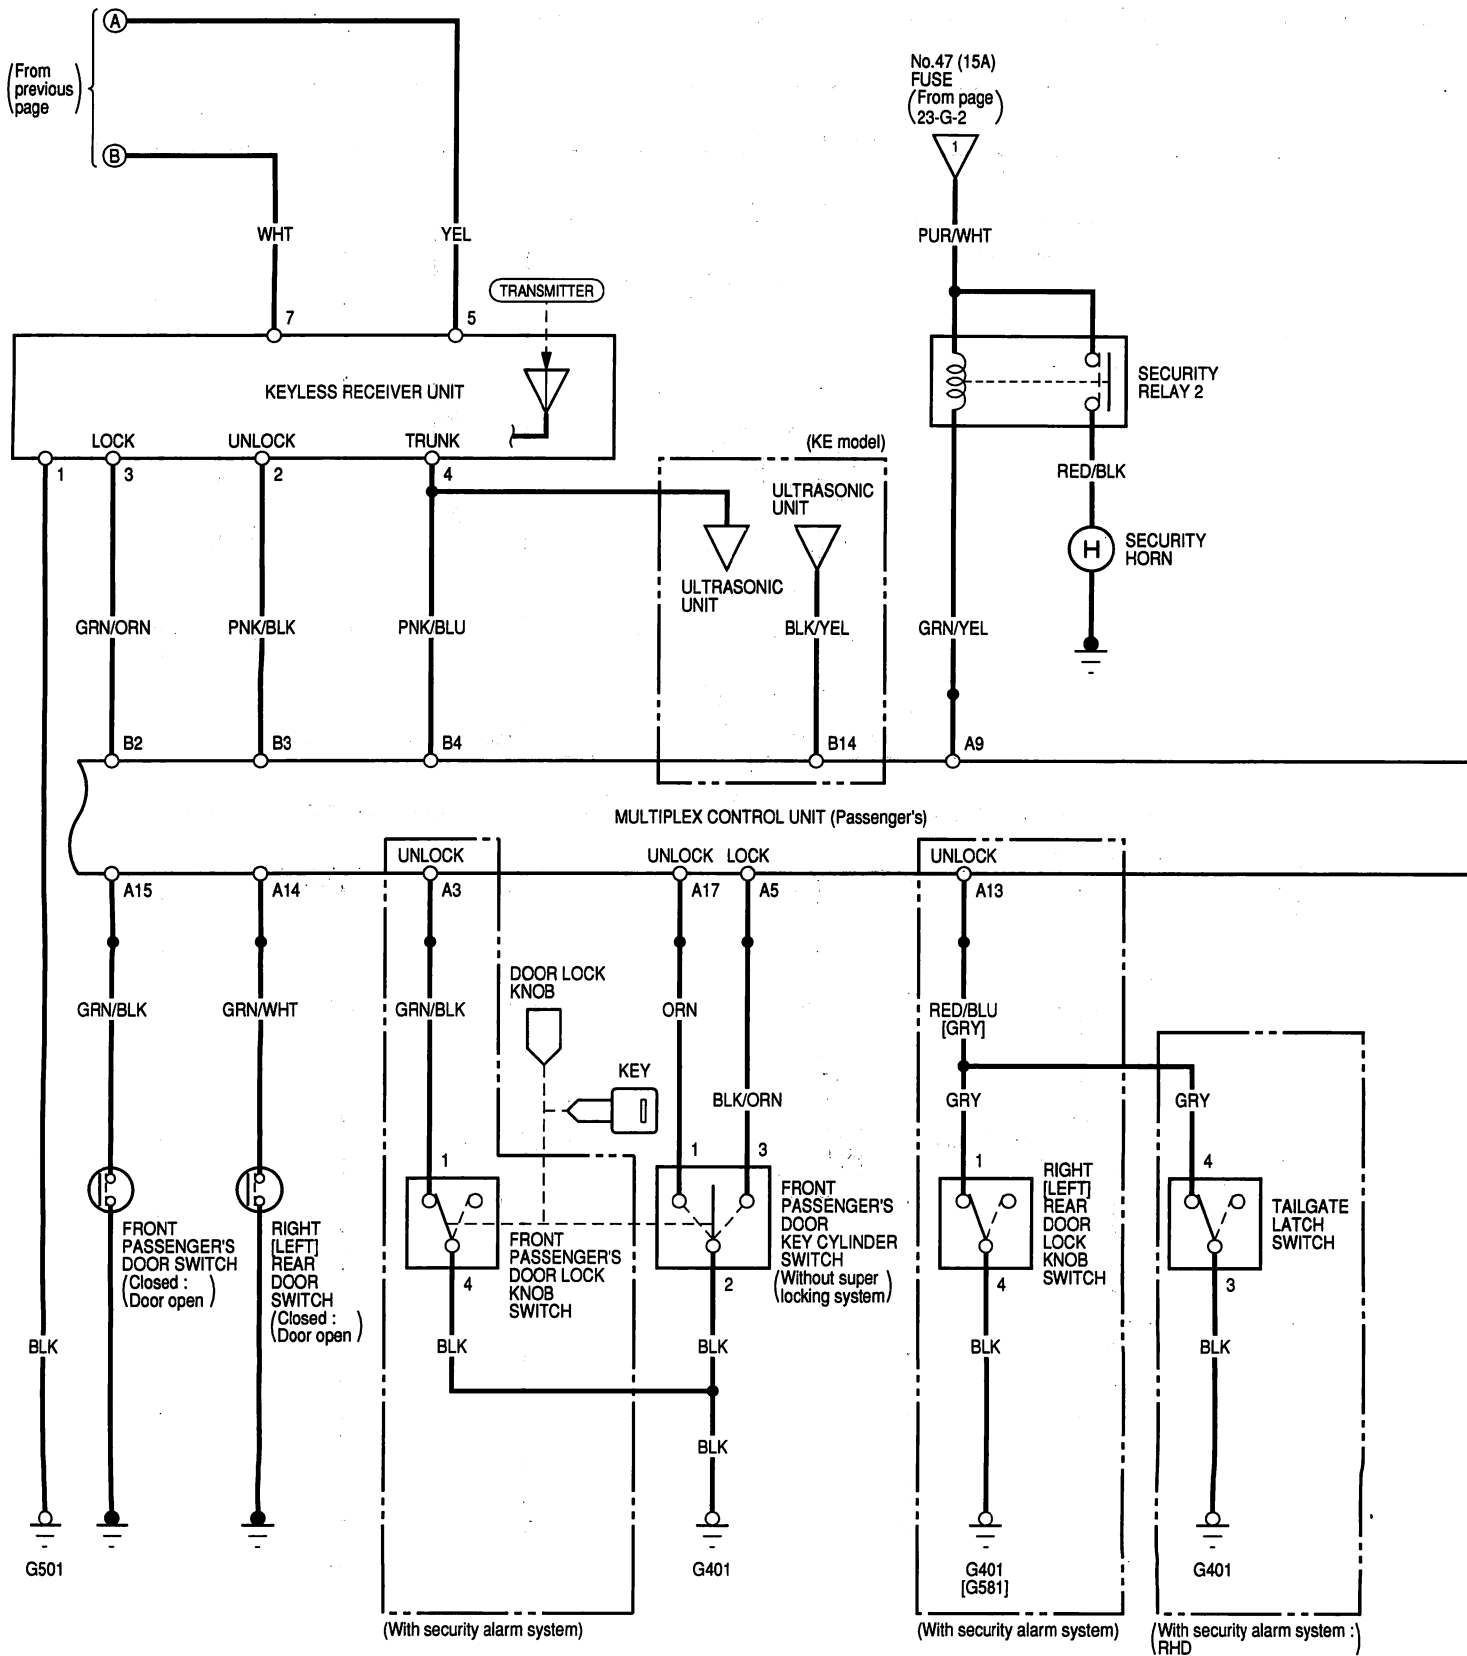 A
(From
previous
page)
B
No.47 (15A)
FUSE
(From page
23-G-2)
1
WHT
YEL
PUR/WHT
TRANSMITTER
7
5
KEYLESS RECEIVER UNIT
SECURITY
RELAY 2
LOCK
UNLOCK
TRUNK
(KE model)
1
3
2
4
RED/BLK
ULTRASONIC
UNIT
H
SECURITY
HORN
ULTRASONIC
UNIT
GRN/ORN
PNK/BLK
PNK/BLU
BLK/YEL
GRN/YEL
B2
B3
B4
B14
A9
MULTIPLEX CONTROL UNIT (Passenger's)
UNLOCK
UNLOCK
LOCK
UNLOCK
A15
A14
A3
A17
A5
A13
DOOR LOCK
KNOB
GRN/BLK
GRN/WHT
GRN/BLK
ORN
RED/BLU
[GRY]
KEY
BLK/ORN
GRY
GRY
1
1
3
1
4
FRONT
PASSENGER'S
DOOR SWITCH
(Closed :
Door open)
RIGHT
[LEFT]
REAR
DOOR
SWITCH
(Closed :
Door open)
FRONT
PASSENGER'S
DOOR LOCK
KNOB
SWITCH
FRONT
PASSENGER'S
DOOR
KEY CYLINDER
SWITCH
(Without super
locking system)
RIGHT
[LEFT]
REAR
DOOR
LOCK
KNOB
SWITCH
TAILGATE
LATCH
SWITCH
4
2
4
3
BLK
BLK
BLK
BLK
BLK
BLK
G501
G401
G401
[G581]
G401
(With security alarm system)
(With security alarm system)
(With security alarm system :
RHD)